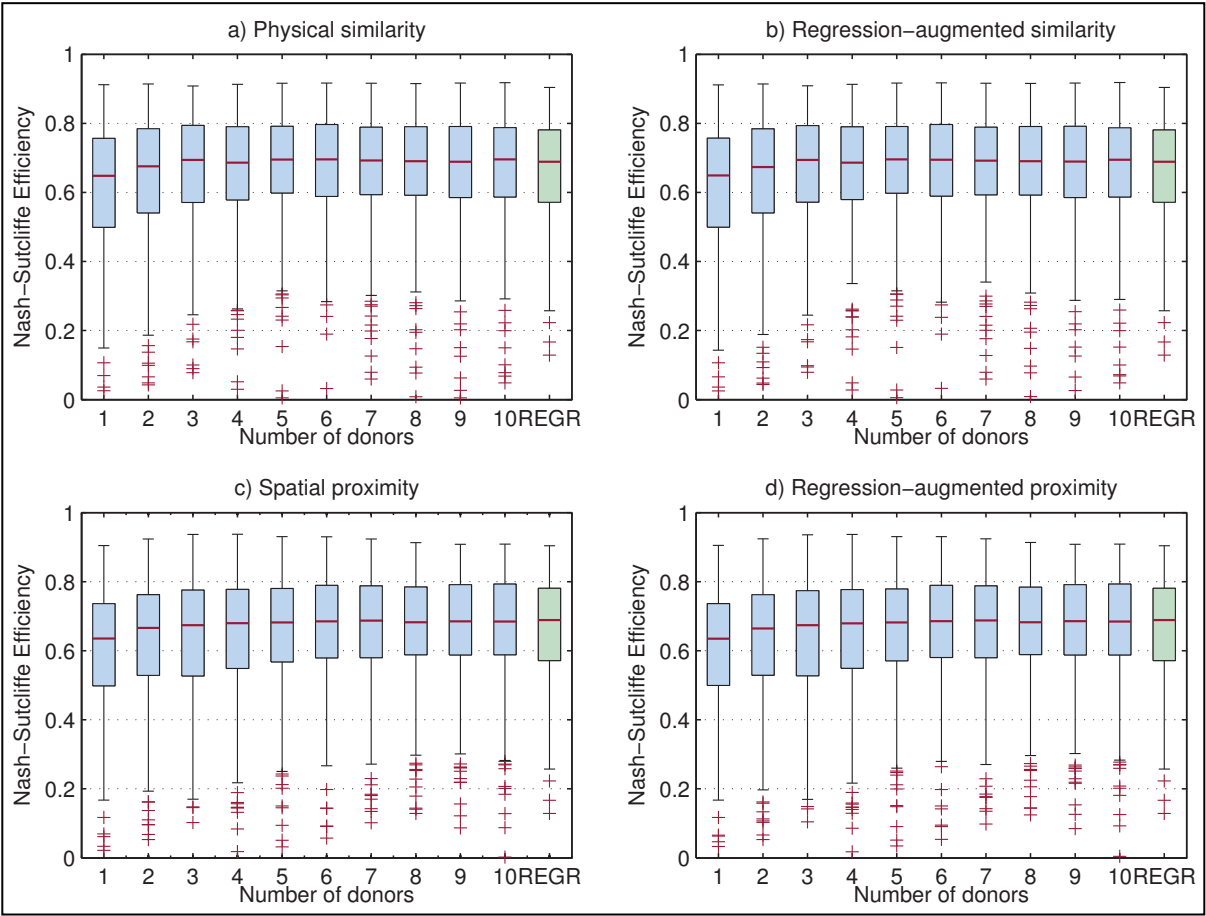 a) Physical similarity
Nash−Sutcliffe Efficiency
1
0.8
0.6
0.4
0.2
0
1 2 3 4 5 6 7 8 9 10REGR
Number of donors
b) Regression−augmented similarity
Nash−Sutcliffe Efficiency
1
0.8
0.6
0.4
0.2
0
1 2 3 4 5 6 7 8 9 10REGR
Number of donors
c) Spatial proximity
Nash−Sutcliffe Efficiency
1
0.8
0.6
0.4
0.2
0
1 2 3 4 5 6 7 8 9 10REGR
Number of donors
d) Regression−augmented proximity
Nash−Sutcliffe Efficiency
1
0.8
0.6
0.4
0.2
0
1 2 3 4 5 6 7 8 9 10REGR
Number of donors